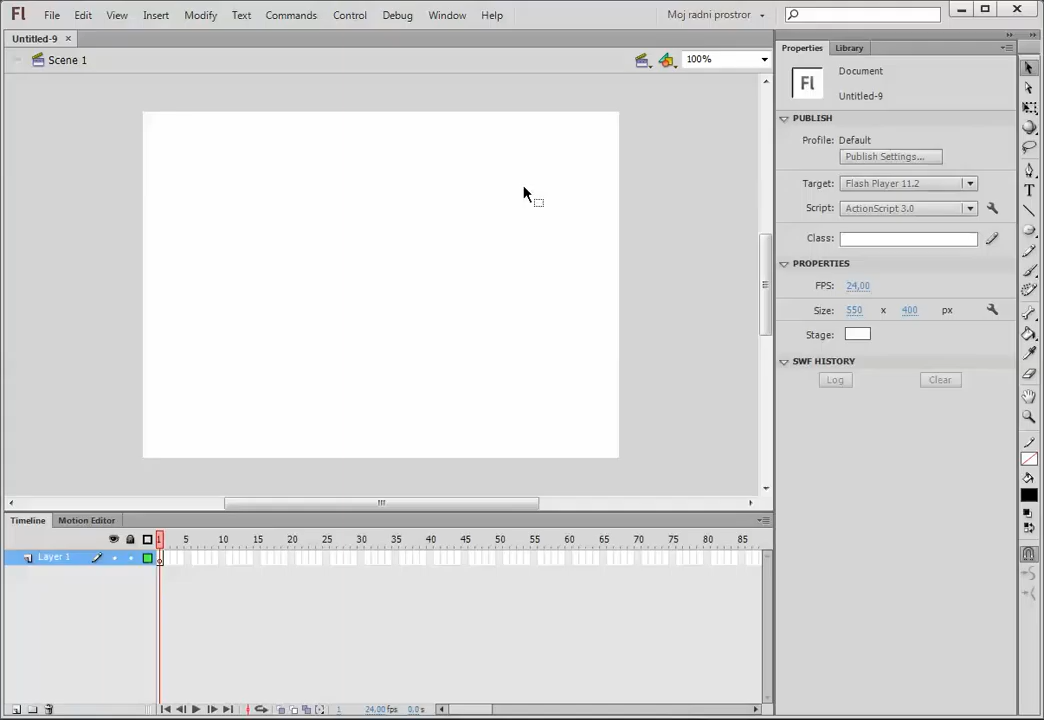 Fl File Edit View Insert Modify Text Commands Control Debug Window Help Moj radni prostor
Untitled-9 ×
Scene 1 100%
Properties Library
Fl Document
Untitled-9
PUBLISH
Profile: Default
Publish Settings...
Target: Flash Player 11.2
Script: ActionScript 3.0
Class:
PROPERTIES
FPS: 24,00
Size: 550 x 400 px
Stage:
SWF HISTORY
Log Clear
T
Timeline Motion Editor
1 5 10 15 20 25 30 35 40 45 50 55 60 65 70 75 80 85
Layer 1
1 24,00 fps 0,0 s